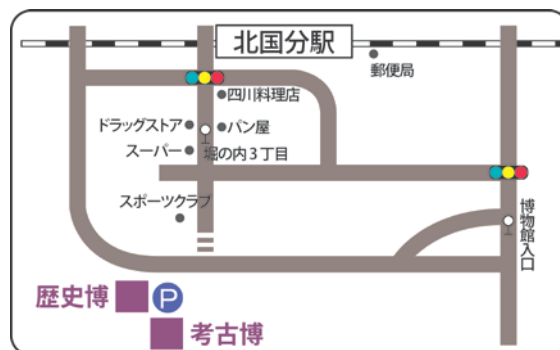 北国分駅
郵便局
四川料理店
ドラッグストア
パン屋
スーパー
堀の内3丁目
スポーツクラブ
博物館入口
歴史博
P
考古博